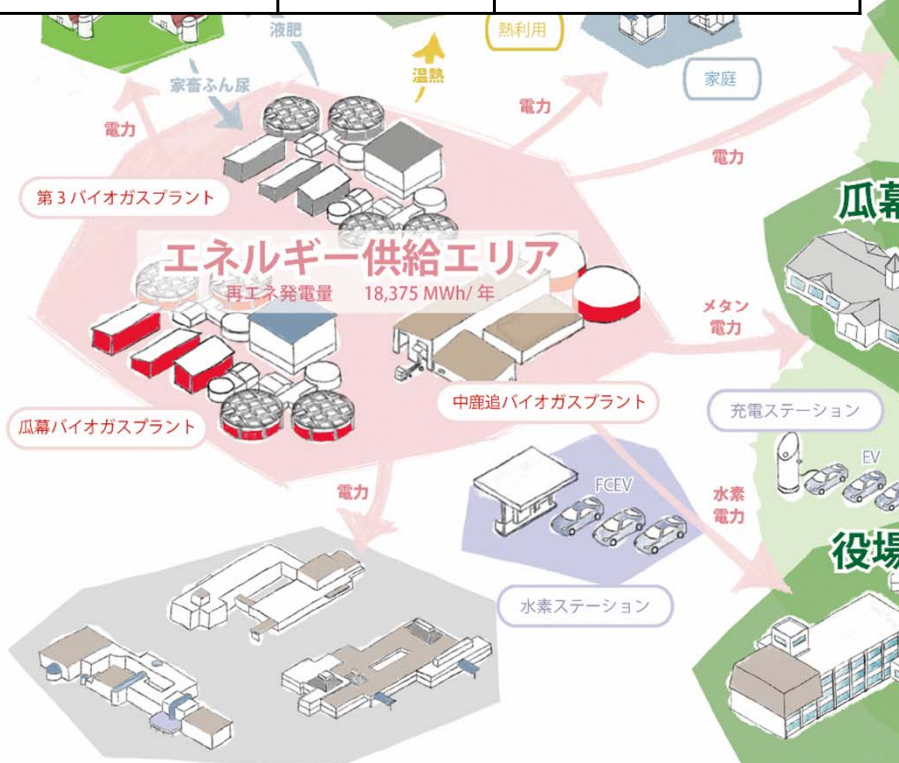 液肥
熱利用
温熱
家畜ふん尿
家庭
電力
電力
電力
第3バイオガスプラント
瓜幕
エネルギー供給エリア
再エネ発電量 18,375 MWh/年
メタン
電力
中鹿追バイオガスプラント
充電ステーション
瓜幕バイオガスプラント
EV
電力
FCEV
水素
電力
役場
水素ステーション